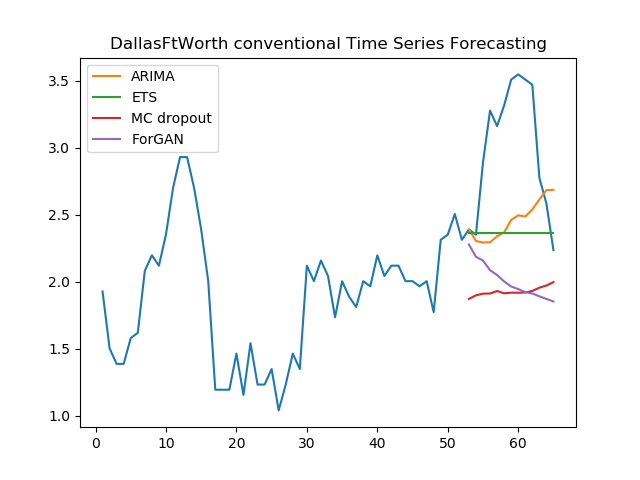 DallasFtWorth conventional Time Series Forecasting
ARIMA
ETS
MC dropout
ForGAN
3.5
3.0
2.5
2.0
1.5
1.0
0 10 20 30 40 50 60